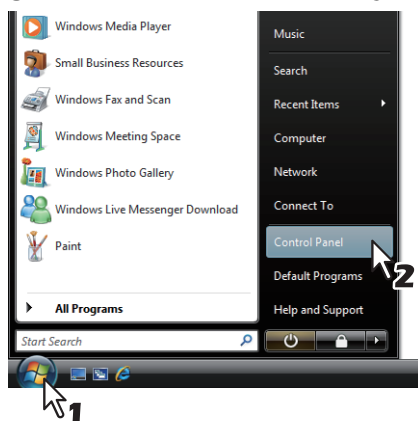 Windows Media Player
Small Business Resources
Windows Fax and Scan
Windows Meeting Space
Windows Photo Gallery
Windows Live Messenger Download
Paint
All Programs
Start Search
Music
Search
Recent Items
Computer
Network
Connect To
Control Panel
2
Default Programs
Help and Support
1